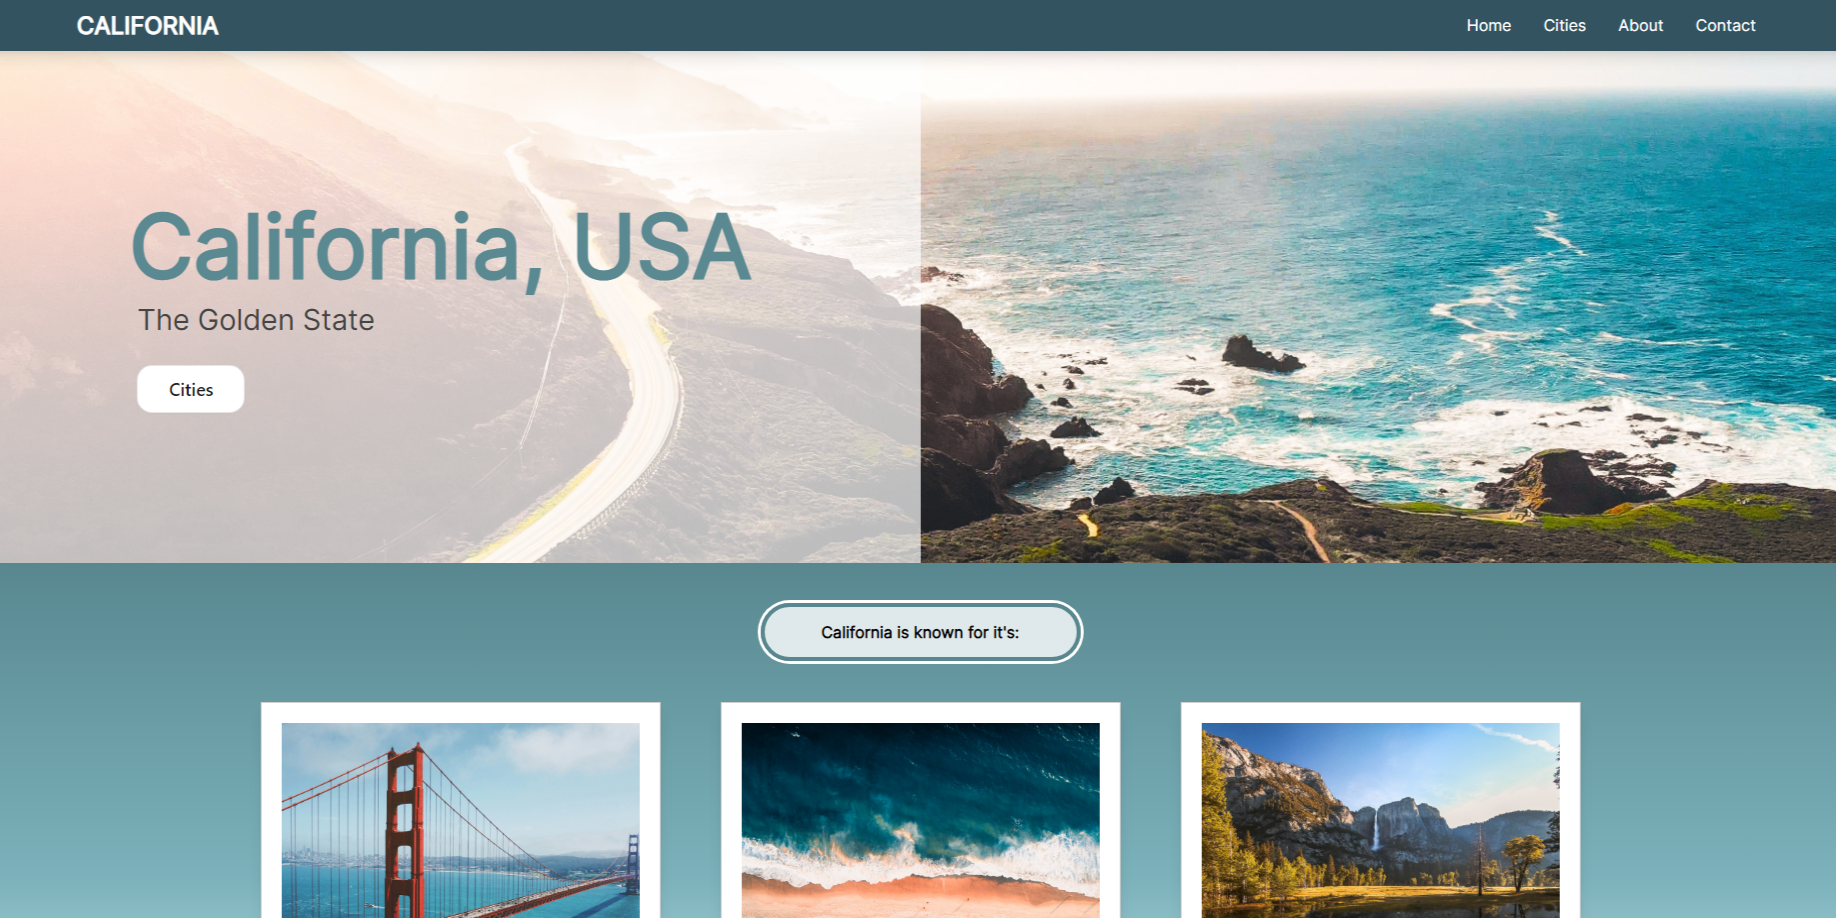 CALIFORNIA
Home Cities About Contact
California, USA
The Golden State
Cities
California is known for it's: